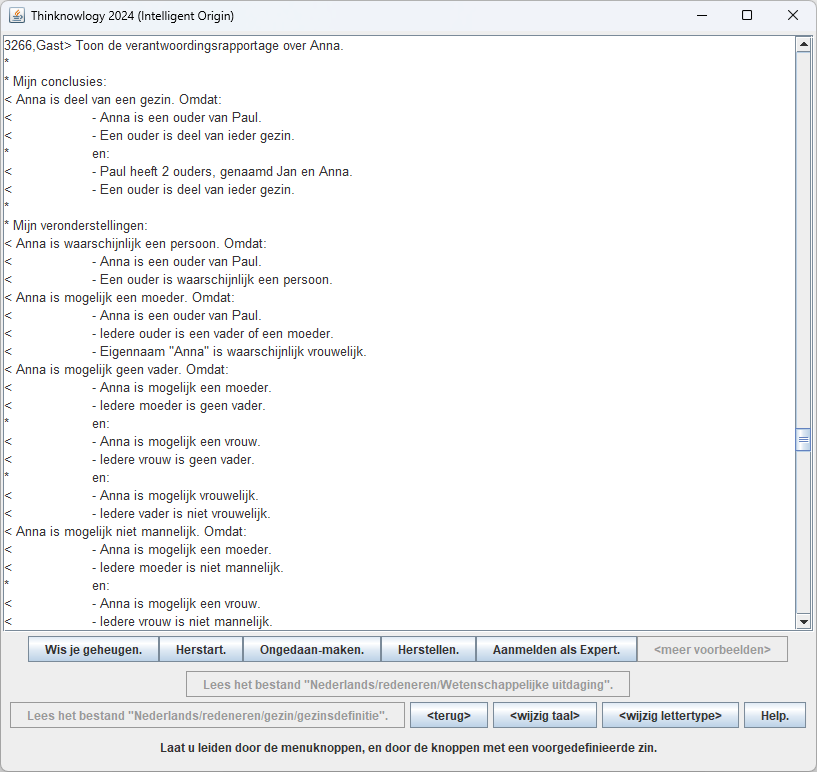 Thinknowlogy 2024 (Intelligent Origin)
3266,Gast> Toon de verantwoordingsrapportage over Anna.
*
* Mijn conclusies:
< Anna is deel van een gezin. Omdat:
< - Anna is een ouder van Paul.
< - Een ouder is deel van ieder gezin.
* en:
< - Paul heeft 2 ouders, genaamd Jan en Anna.
< - Een ouder is deel van ieder gezin.
*
* Mijn veronderstellingen:
< Anna is waarschijnlijk een persoon. Omdat:
< - Anna is een ouder van Paul.
< - Een ouder is waarschijnlijk een persoon.
< Anna is mogelijk een moeder. Omdat:
< - Anna is een ouder van Paul.
< - Iedere ouder is een vader of een moeder.
< - Eigennaam "Anna" is waarschijnlijk vrouwelijk.
< Anna is mogelijk geen vader. Omdat:
< - Anna is mogelijk een moeder.
< - Iedere moeder is geen vader.
* en:
< - Anna is mogelijk een vrouw.
< - Iedere vrouw is geen vader.
* en:
< - Anna is mogelijk vrouwelijk.
< - Iedere vader is niet vrouwelijk.
< Anna is mogelijk niet mannelijk. Omdat:
< - Anna is mogelijk een moeder.
< - Iedere moeder is niet mannelijk.
* en:
< - Anna is mogelijk een vrouw.
< - Iedere vrouw is niet mannelijk.
Wis je geheugen. Herstart. Ongedaan-maken. Herstellen. Aanmelden als Expert. <meer voorbeelden>
Lees het bestand "Nederlands/redeneren/Wetenschappelijke uitdaging".
Lees het bestand "Nederlands/redeneren/gezin/gezinsdefinitie". <terug> <wijzig taal> <wijzig lettertype> Help.
Laat u leiden door de menuknoppen, en door de knoppen met een voorgedefinieerde zin.